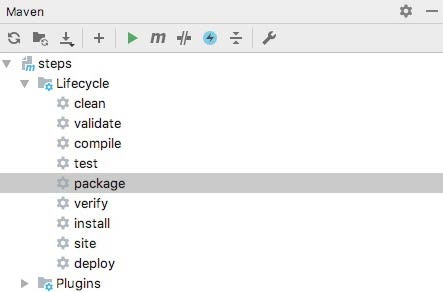 Maven
steps
Lifecycle
clean
validate
compile
test
package
verify
install
site
deploy
Plugins